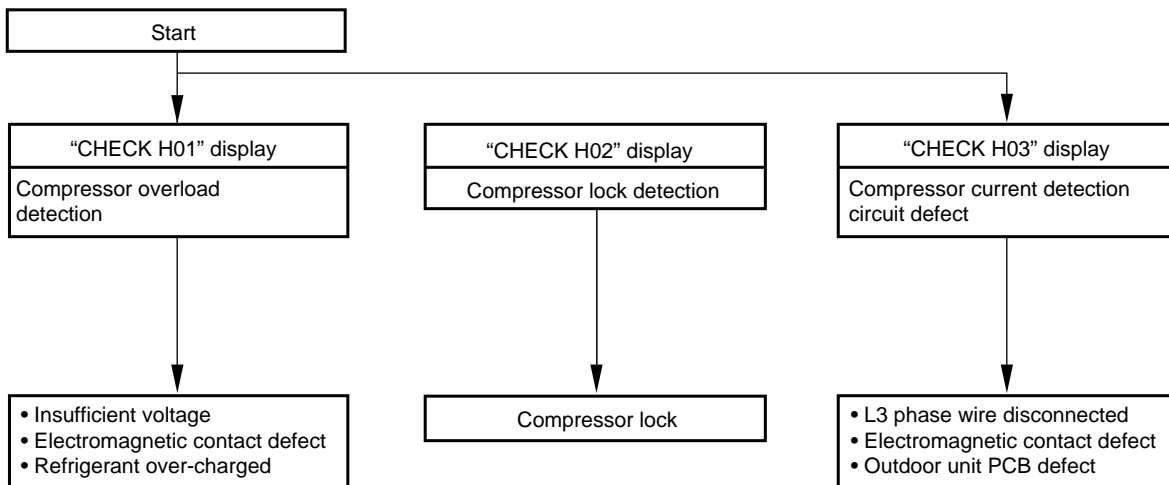 Start
“CHECK H01” display
Compressor overload
detection
“CHECK H02” display
Compressor lock detection
“CHECK H03” display
Compressor current detection
circuit defect
• Insufficient voltage
• Electromagnetic contact defect
• Refrigerant over-charged
Compressor lock
• L3 phase wire disconnected
• Electromagnetic contact defect
• Outdoor unit PCB defect